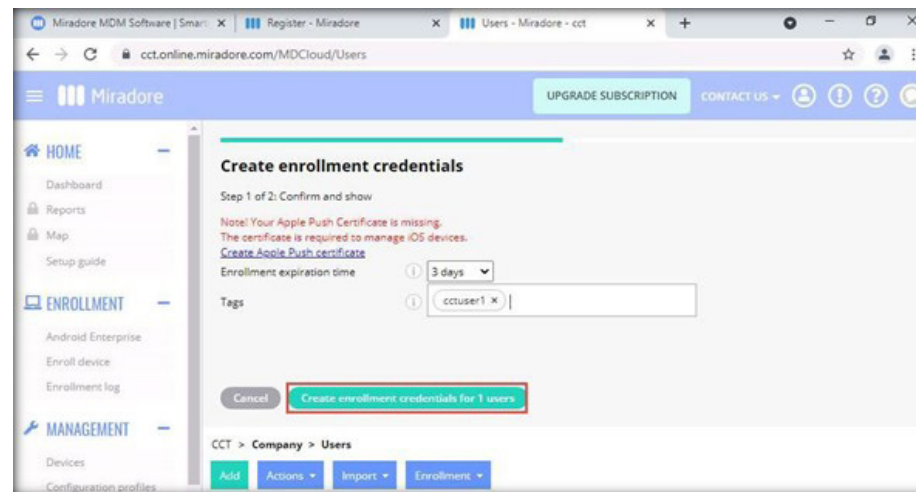 Miradore MDM Software | Smar
Register - Miradore
Users - Miradore - cct
cct.online.miradore.com/MDCloud/Users
Miradore
UPGRADE SUBSCRIPTION
CONTACT US
HOME
Dashboard
Reports
Map
Setup guide
ENROLLMENT
Android Enterprise
Enroll device
Enrollment log
MANAGEMENT
Devices
Configuration profiles
Create enrollment credentials
Step 1 of 2: Confirm and show
Note! Your Apple Push Certificate is missing.
The certificate is required to manage iOS devices.
Create Apple Push certificate
Enrollment expiration time
3 days
Tags
cctuser1 ×
Cancel
Create enrollment credentials for 1 users
CCT > Company > Users
Add
Actions
Import
Enrollment